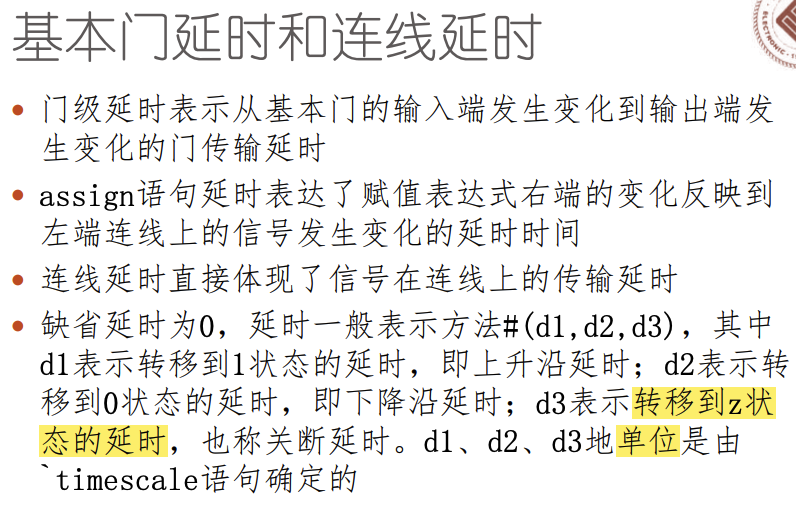 基本门延时和连线延时
• 门级延时表示从基本门的输入端发生变化到输出端发
生变化的门传输延时
• assign语句延时表达了赋值表达式右端的变化反映到
左端连线上的信号发生变化的延时时间
• 连线延时直接体现了信号在连线上的传输延时
• 缺省延时为0，延时一般表示方法#(d1,d2,d3)，其中
d1表示转移到1状态的延时，即上升沿延时；d2表示转
移到0状态的延时，即下降沿延时；d3表示转移到z状
态的延时，也称关断延时。d1、d2、d3地单位是由
`timescale语句确定的
ELECTRONIC